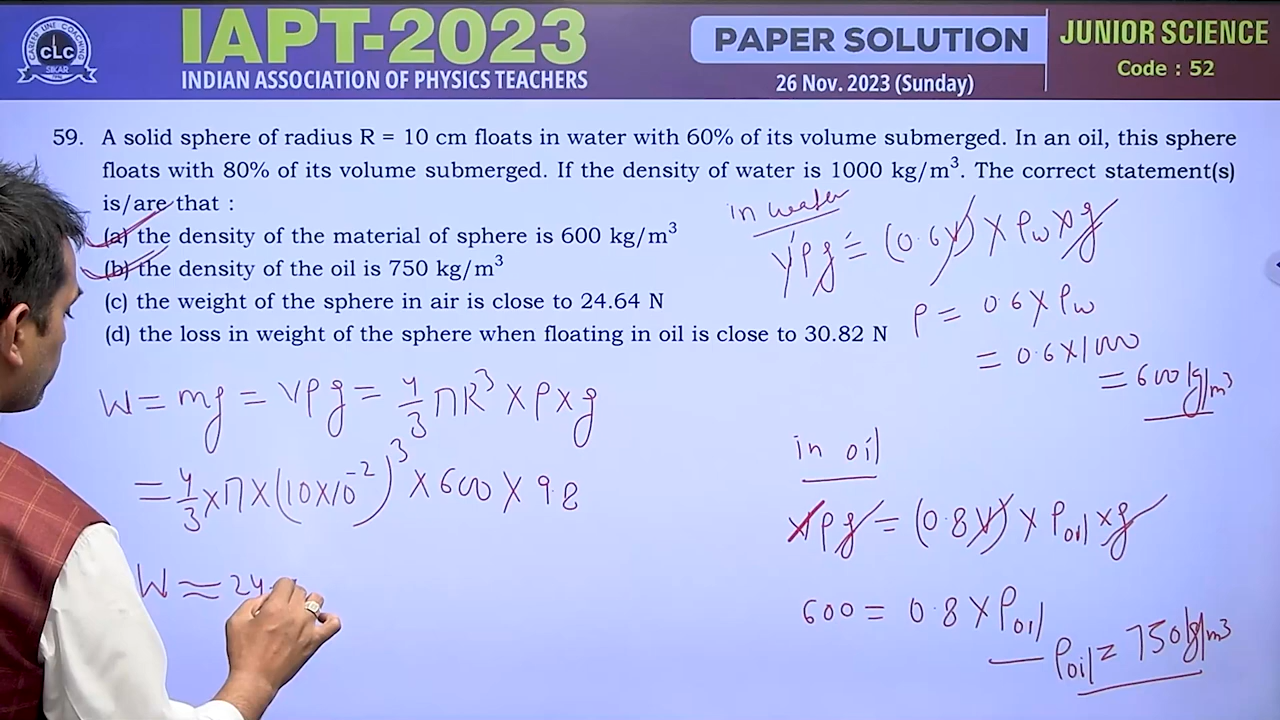 CAREER LINE COACHING
CLC
SIKAR
IAPT-2023
INDIAN ASSOCIATION OF PHYSICS TEACHERS
PAPER SOLUTION
26 Nov. 2023 (Sunday)
JUNIOR SCIENCE
Code : 52
59. A solid sphere of radius R = 10 cm floats in water with 60% of its volume submerged. In an oil, this sphere
floats with 80% of its volume submerged. If the density of water is 1000 kg/m³. The correct statement(s)
is/are that :
(a) the density of the material of sphere is 600 kg/m³
(b) the density of the oil is 750 kg/m³
(c) the weight of the sphere in air is close to 24.64 N
(d) the loss in weight of the sphere when floating in oil is close to 30.82 N
in water
Vρg = (0.6V) × ρw × g
ρ = 0.6 × ρw
= 0.6×1000
= 600 kg/m³
W = mg = Vρg = 4/3 πR³ × ρ × g
= 4/3 × π × (10×10⁻²)³ × 600 × 9.8
W ≈ 24
in oil
Vρg = (0.8V) × ρoil × g
600 = 0.8 × ρoil
ρoil = 750 kg/m³